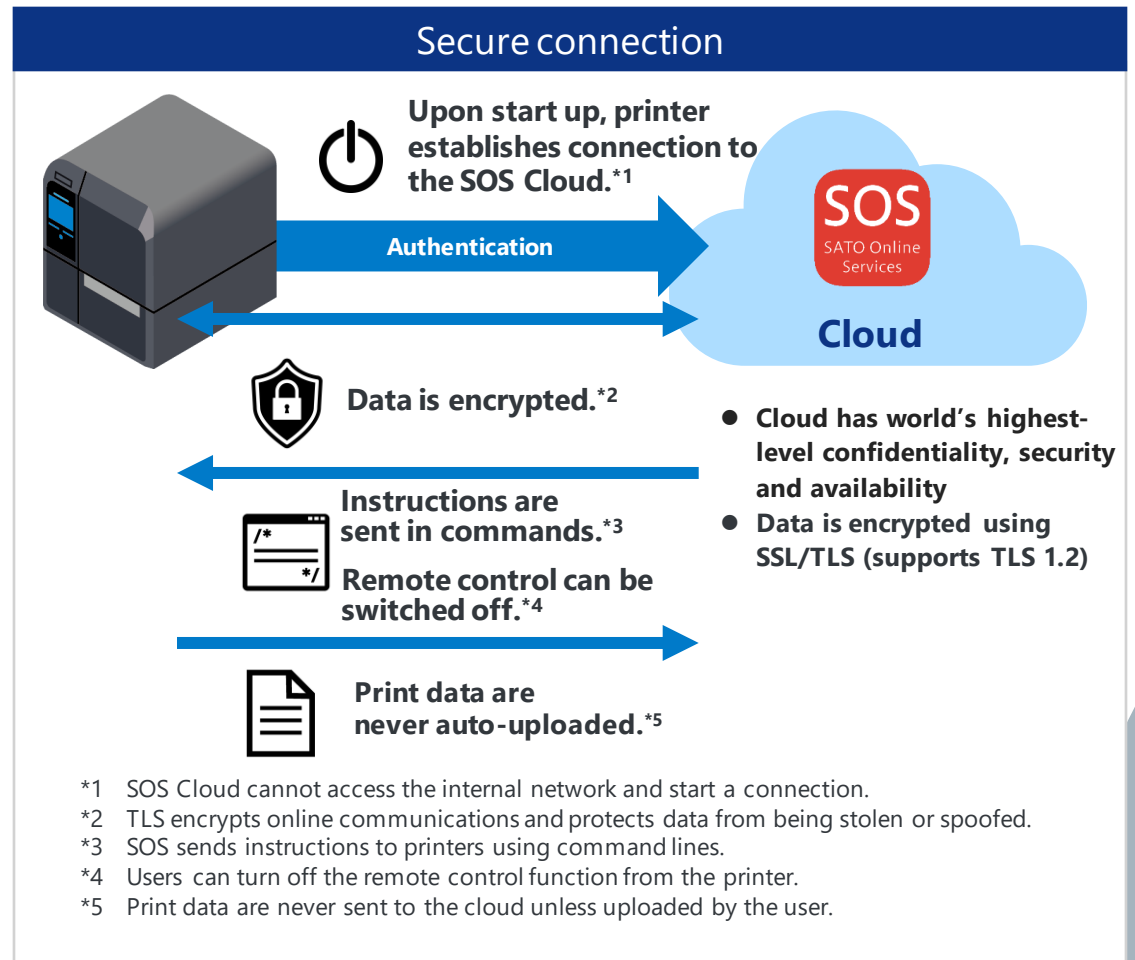 Secure connection
Upon start up, printer
establishes connection to
the SOS Cloud.*1
Authentication
SOS
SATO Online
Services
Cloud
Data is encrypted.*2
● Cloud has world’s highest-
level confidentiality, security
and availability
● Data is encrypted using
SSL/TLS (supports TLS 1.2)
/*
*/
Instructions are
sent in commands.*3
Remote control can be
switched off.*4
Print data are
never auto-uploaded.*5
*1 SOS Cloud cannot access the internal network and start a connection.
*2 TLS encrypts online communications and protects data from being stolen or spoofed.
*3 SOS sends instructions to printers using command lines.
*4 Users can turn off the remote control function from the printer.
*5 Print data are never sent to the cloud unless uploaded by the user.